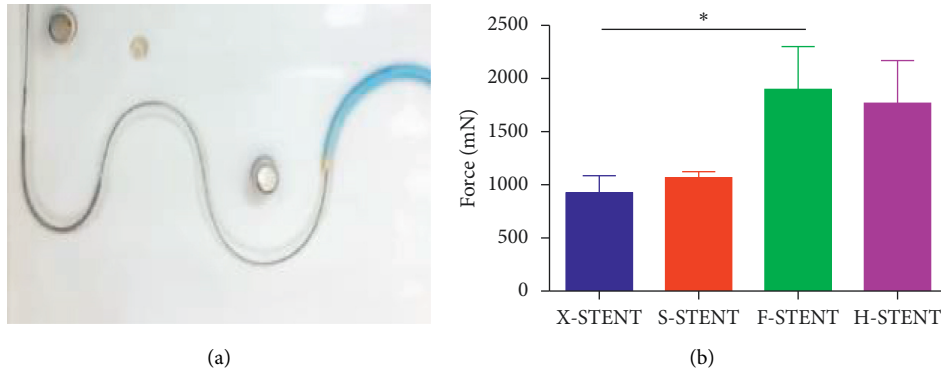 2500
*
2000
1500
1000
500
0
Force (mN)
X-STENT S-STENT F-STENT H-STENT
(a)
(b)